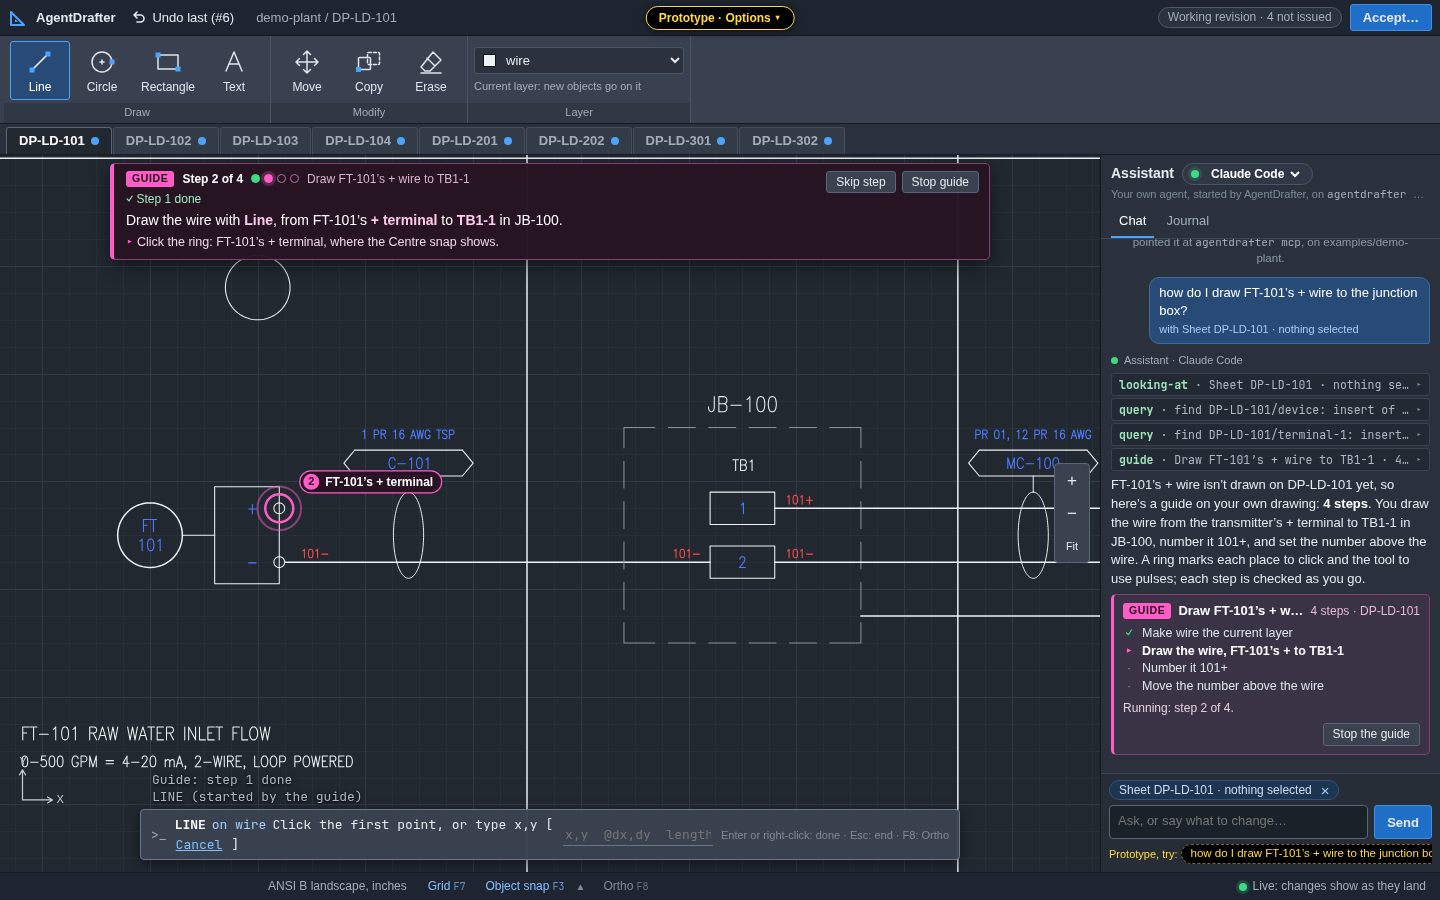 AgentDrafter Undo last (#6) demo-plant / DP-LD-101 Prototype · Options ▾ Working revision · 4 not issued Accept…
Line Circle Rectangle Text Move Copy Erase
wire
Current layer: new objects go on it
Draw Modify Layer
DP-LD-101 DP-LD-102 DP-LD-103 DP-LD-104 DP-LD-201 DP-LD-202 DP-LD-301 DP-LD-302
GUIDE Step 2 of 4 Draw FT-101's + wire to TB1-1 Skip step Stop guide
✓ Step 1 done
Draw the wire with Line, from FT-101's + terminal to TB1-1 in JB-100.
▸ Click the ring: FT-101's + terminal, where the Centre snap shows.
JB-100
1 PR 16 AWG TSP
PR 01, 12 PR 16 AWG
C-101
TB1
MC-100
2 FT-101's + terminal
+
1
101+
FT
101
−
101−
101−
2
101−
+
−
Fit
FT-101 RAW WATER INLET FLOW
0-500 GPM = 4-20 mA, 2-WIRE, LOOP POWERED
Y
X
Guide: step 1 done
LINE (started by the guide)
>_ LINE on wire Click the first point, or type x,y [
Cancel ]
x,y @dx,dy length
Enter or right-click: done · Esc: end · F8: Ortho
Assistant Claude Code
Your own agent, started by AgentDrafter, on agentdrafter …
Chat Journal
pointed it at agentdrafter mcp, on examples/demo-
plant.
how do I draw FT-101's + wire to the junction
box?
with Sheet DP-LD-101 · nothing selected
Assistant · Claude Code
looking-at · Sheet DP-LD-101 · nothing se… ▸
query · find DP-LD-101/device: insert of … ▸
query · find DP-LD-101/terminal-1: insert… ▸
guide · Draw FT-101's + wire to TB1-1 · 4… ▸
FT-101's + wire isn't drawn on DP-LD-101 yet, so
here's a guide on your own drawing: 4 steps. You draw
the wire from the transmitter's + terminal to TB1-1 in
JB-100, number it 101+, and set the number above the
wire. A ring marks each place to click and the tool to
use pulses; each step is checked as you go.
GUIDE Draw FT-101's + w… 4 steps · DP-LD-101
✓ Make wire the current layer
▸ Draw the wire, FT-101's + to TB1-1
· Number it 101+
· Move the number above the wire
Running: step 2 of 4.
Stop the guide
Sheet DP-LD-101 · nothing selected ×
Ask, or say what to change… Send
Prototype, try: how do I draw FT-101's + wire to the junction bo
ANSI B landscape, inches Grid F7 Object snap F3 ▲ Ortho F8 Live: changes show as they land